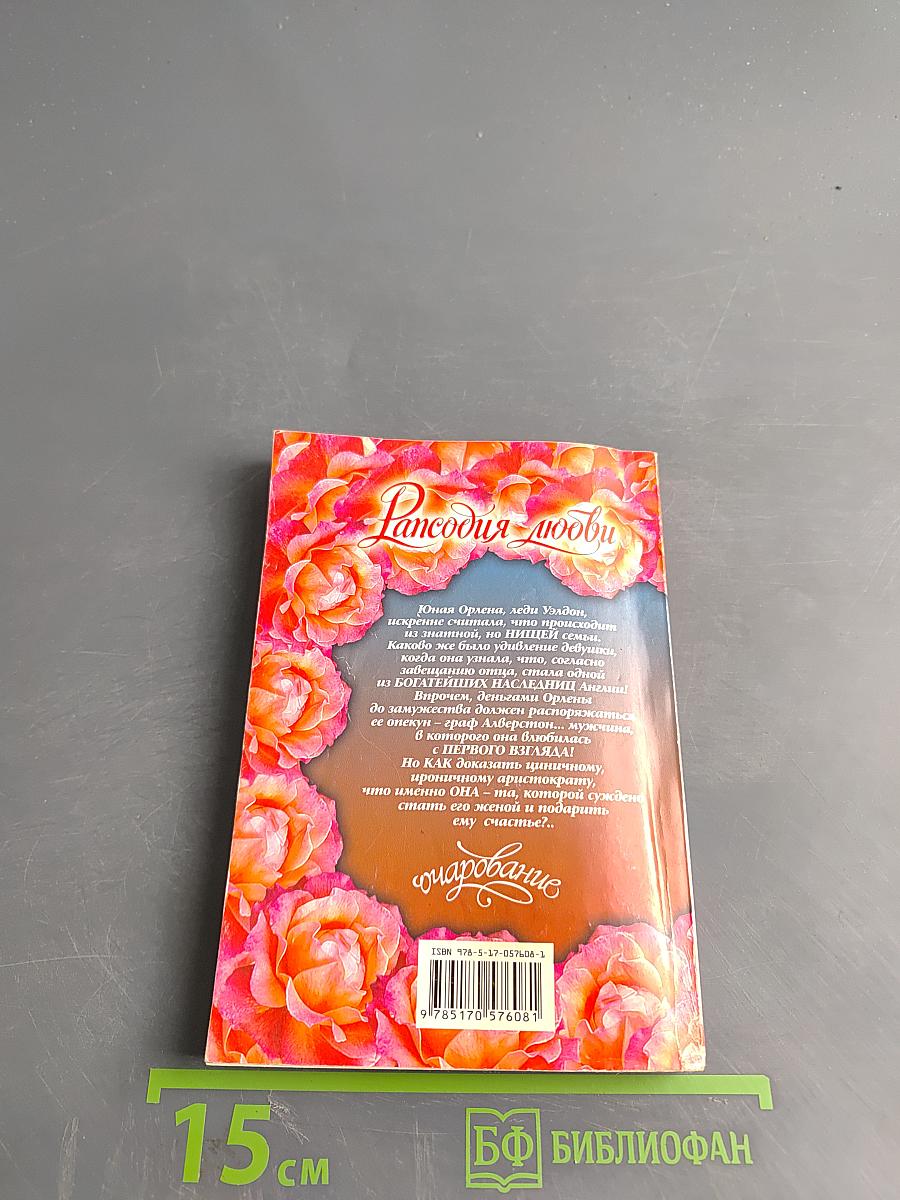 Рапсодия любви
Юная Орлена, леди Уэлдон,
искренне считала, что происходит
из знатной, но НИЩЕЙ семьи.
Каково же было удивление девушки,
когда она узнала, что, согласно
завещанию отца, стала одной
из БОГАТЕЙШИХ НАСЛЕДНИЦ Англии!
Впрочем, деньгами Орлены
до замужества должен распоряжаться
ее опекун – граф Алверстон... мужчина,
в которого она влюбилась
с ПЕРВОГО ВЗГЛЯДА!
Но КАК доказать циничному,
ироничному аристократу,
что именно ОНА – та, которой суждено
стать его женой и подарить
ему счастье?..
очарование
ISBN 978-5-17-057608-1
9 785170 576081
15 см
БФ БИБЛИОФАН